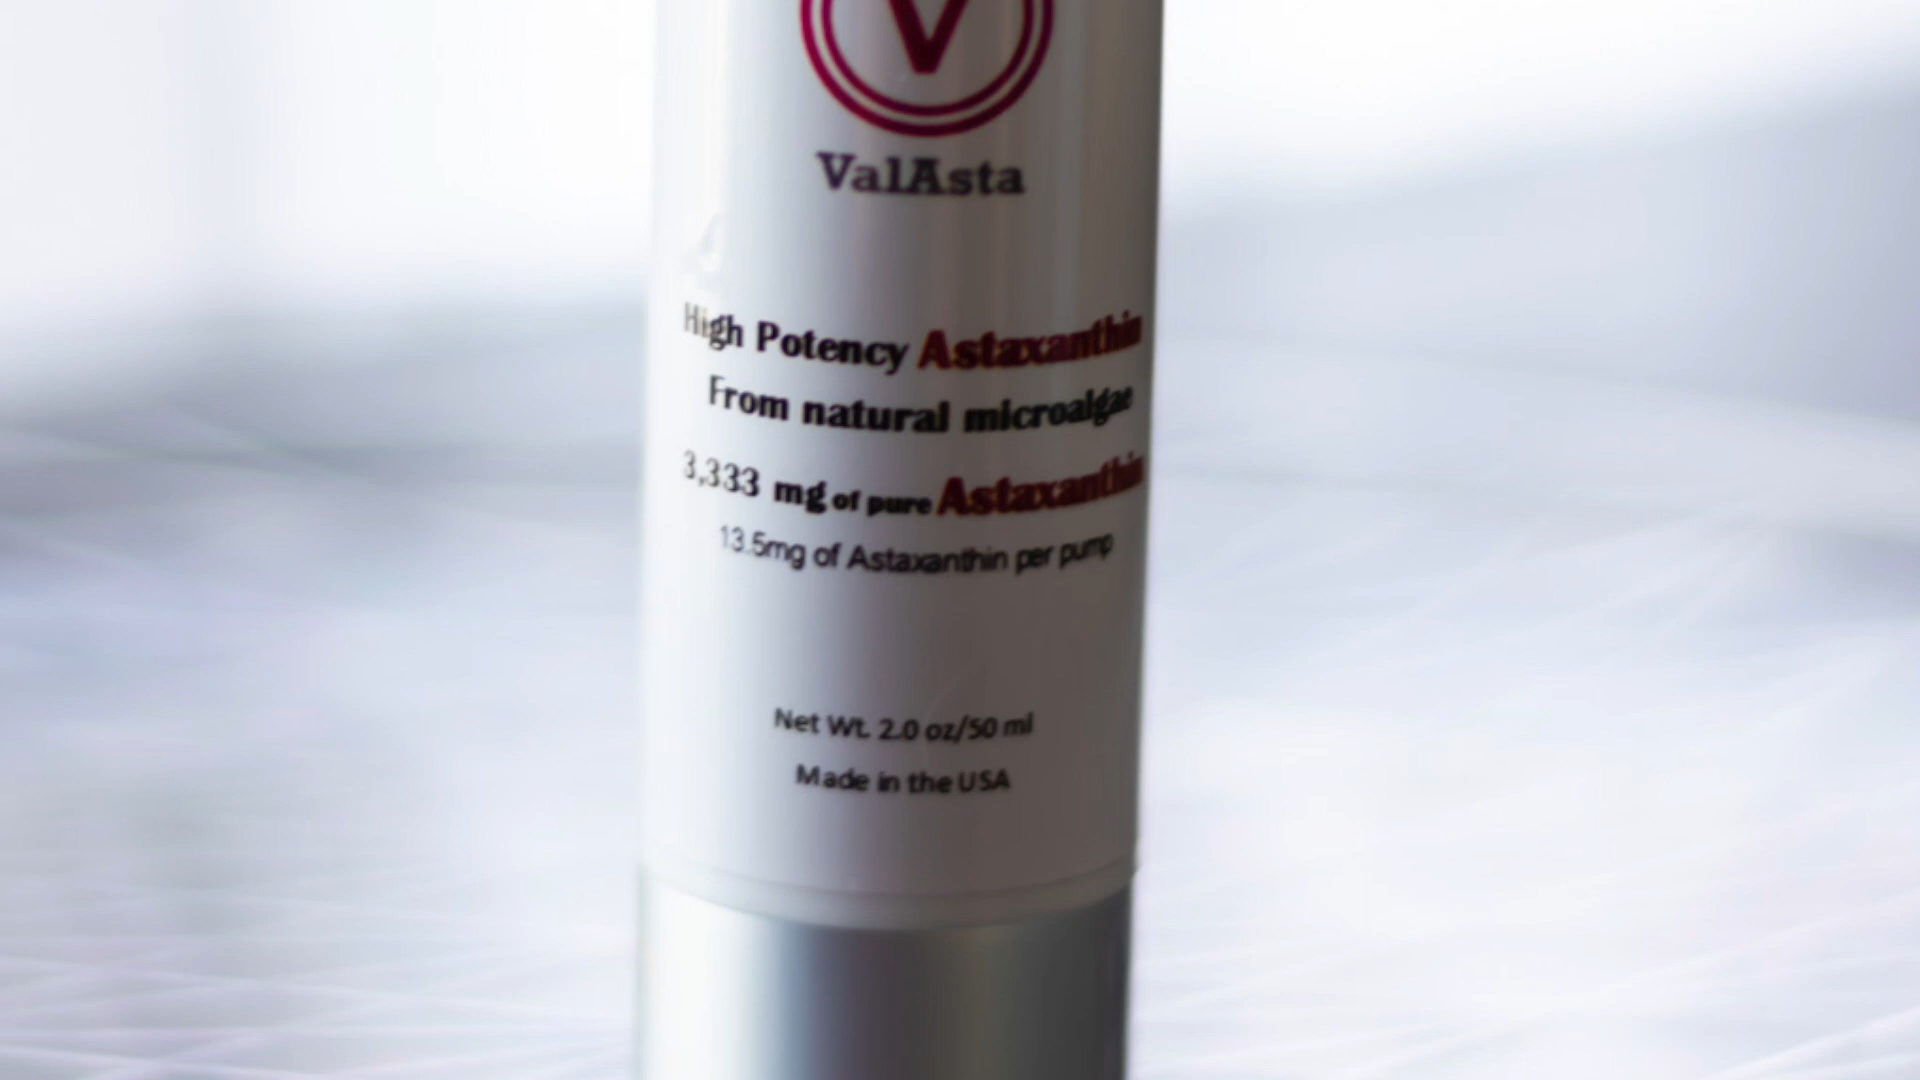 V
ValAsta
High Potency Astaxanthin
From natural microalgae
3,333 mg of pure Astaxanthin
13.5mg of Astaxanthin per pump
Net Wt. 2.0 oz/50 ml
Made in the USA